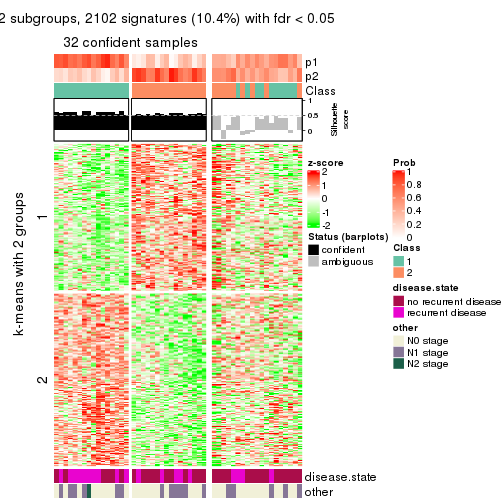 2 subgroups, 2102 signatures (10.4%) with fdr < 0.05
32 confident samples
p1
p2
Class
1
0.5
0
Silhouette
score
k-means with 2 groups
1
2
z-score
2
1
0
-1
-2
Status (barplots)
confident
ambiguous
Prob
1
0.8
0.6
0.4
0.2
0
Class
1
2
disease.state
no recurrent disease
recurrent disease
other
N0 stage
N1 stage
N2 stage
disease.state
other